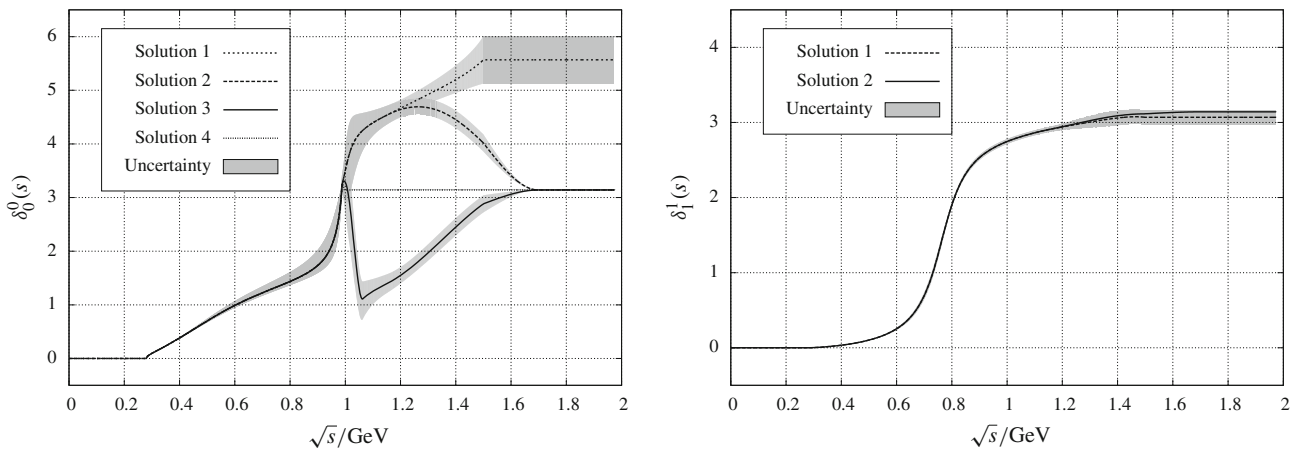 6
5
4
3
2
1
0
δ₀⁰(s)
Solution 1
Solution 2
Solution 3
Solution 4
Uncertainty
0 0.2 0.4 0.6 0.8 1 1.2 1.4 1.6 1.8 2
√s/GeV
4
3
2
1
0
δ₁¹(s)
Solution 1
Solution 2
Uncertainty
0 0.2 0.4 0.6 0.8 1 1.2 1.4 1.6 1.8 2
√s/GeV